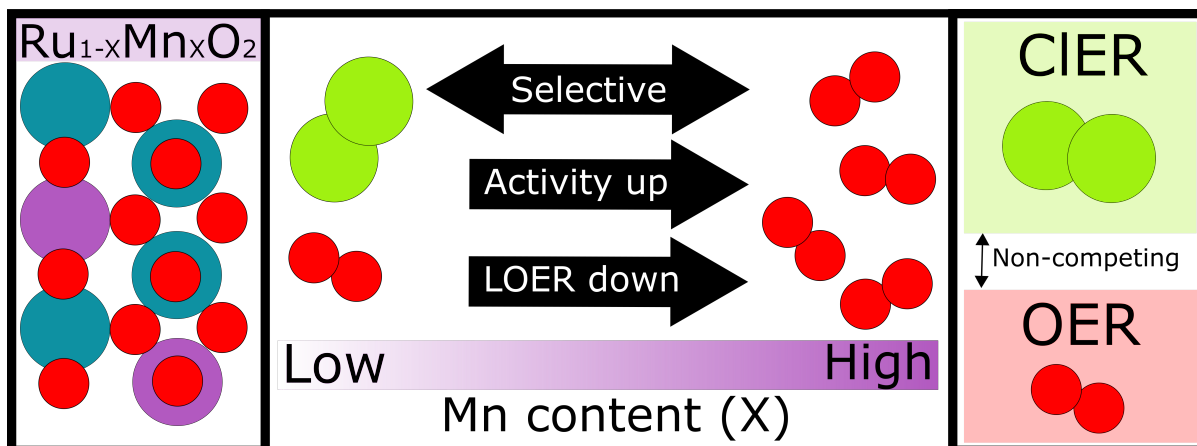 Ru₁₋ₓMnₓO₂
Selective
Activity up
LOER down
Low
High
Mn content (X)
ClER
Non-competing
OER